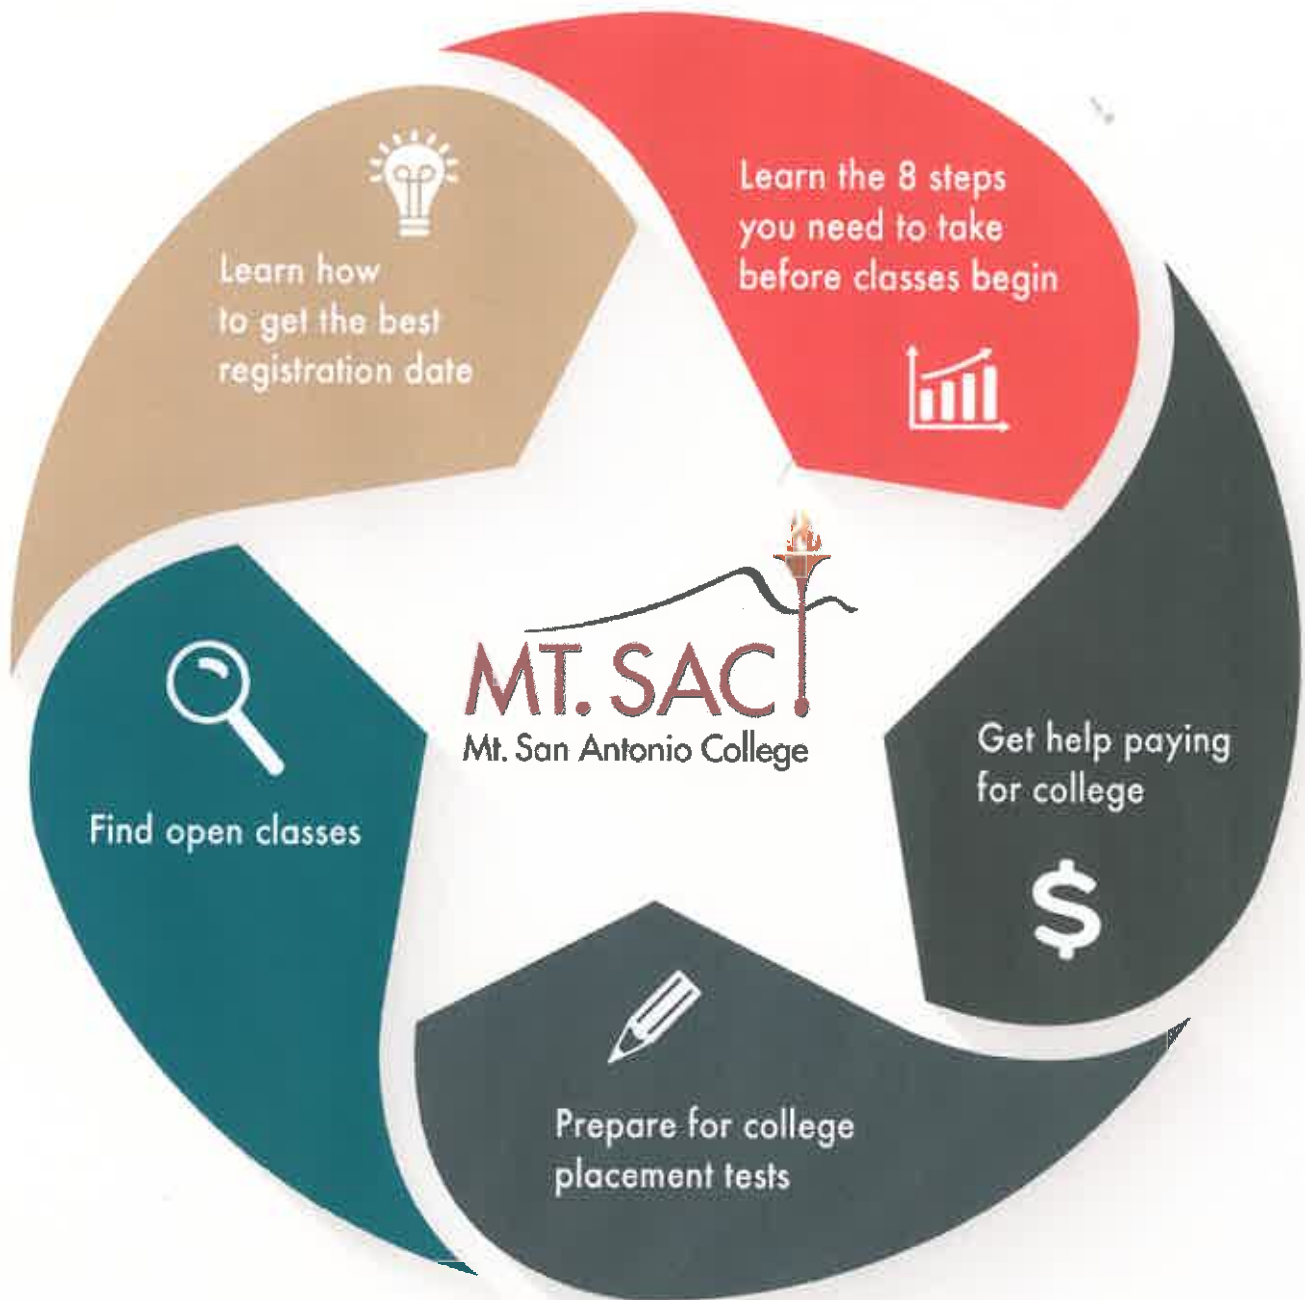 Learn the 8 steps
you need to take
before classes begin
Learn how
to get the best
registration date
MT. SAC
Mt. San Antonio College
Get help paying
for college
$
Find open classes
Prepare for college
placement tests